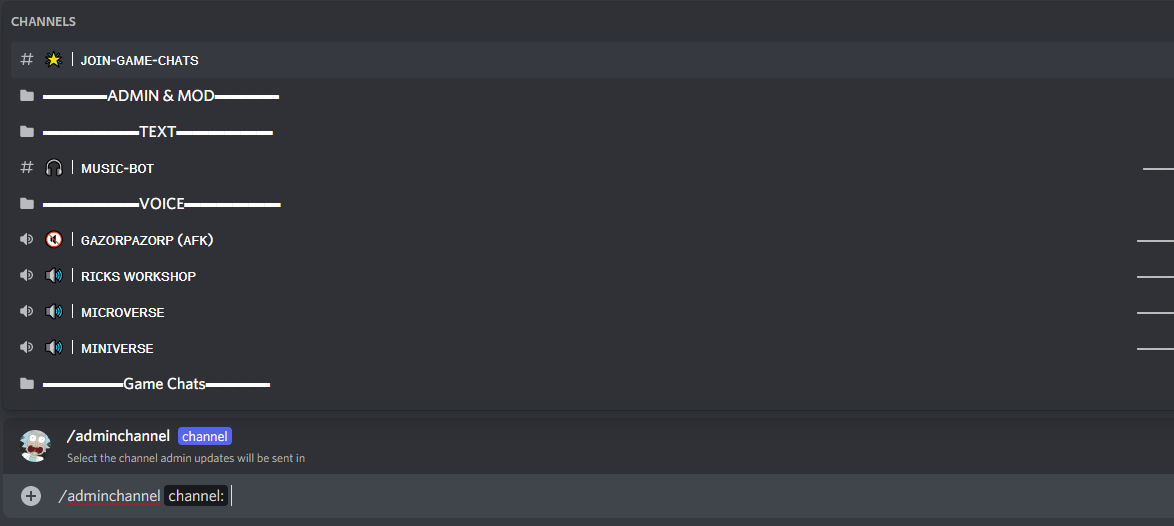 CHANNELS
# | JOIN-GAME-CHATS
▬▬▬▬ADMIN & MOD▬▬▬▬
▬▬▬▬▬▬TEXT▬▬▬▬▬▬
# | MUSIC-BOT
▬▬▬▬▬▬VOICE▬▬▬▬▬▬
| GAZORPAZORP (AFK)
| RICKS WORKSHOP
| MICROVERSE
| MINIVERSE
▬▬▬▬▬Game Chats▬▬▬▬
/adminchannel channel
Select the channel admin updates will be sent in
/adminchannel channel: